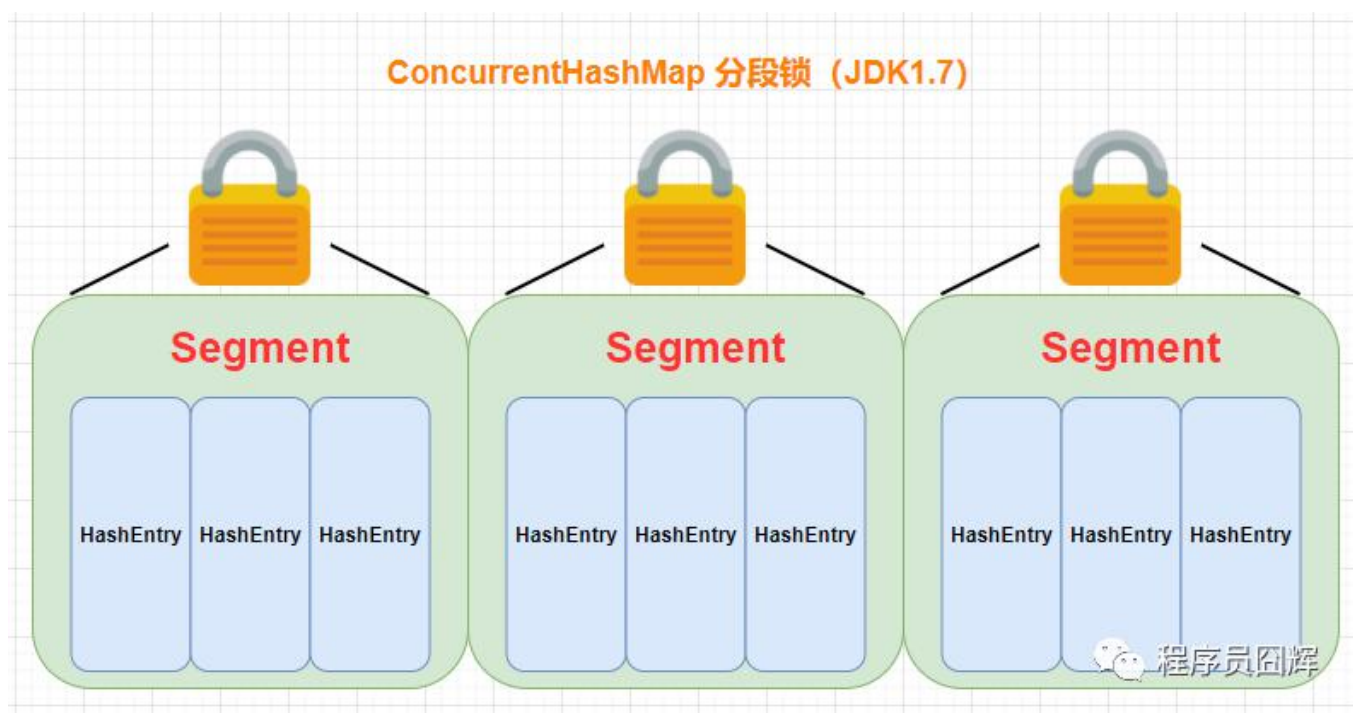 ConcurrentHashMap 分段锁（JDK1.7）
Segment Segment Segment
HashEntry HashEntry HashEntry HashEntry HashEntry HashEntry HashEntry HashEntry HashEntry
程序员囧辉